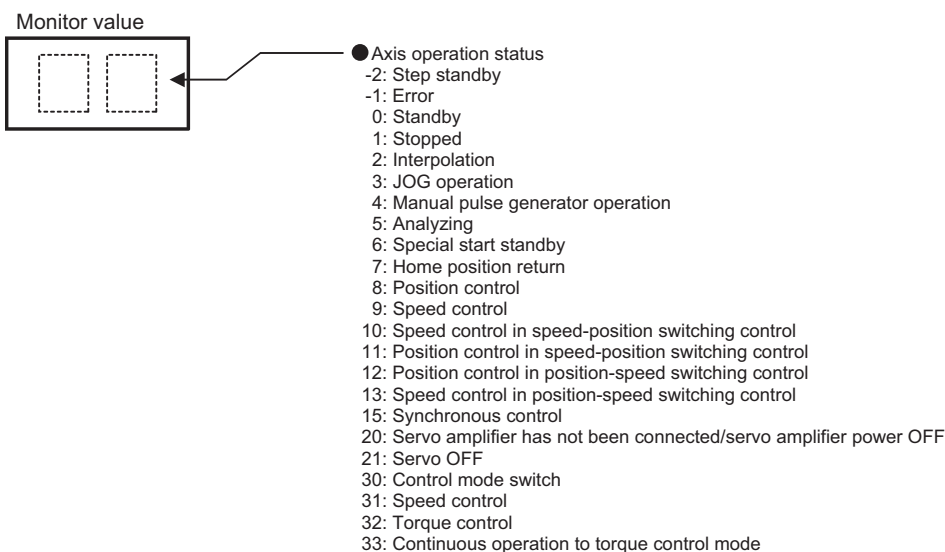 Monitor value
●Axis operation status
-2: Step standby
-1: Error
0: Standby
1: Stopped
2: Interpolation
3: JOG operation
4: Manual pulse generator operation
5: Analyzing
6: Special start standby
7: Home position return
8: Position control
9: Speed control
10: Speed control in speed-position switching control
11: Position control in speed-position switching control
12: Position control in position-speed switching control
13: Speed control in position-speed switching control
15: Synchronous control
20: Servo amplifier has not been connected/servo amplifier power OFF
21: Servo OFF
30: Control mode switch
31: Speed control
32: Torque control
33: Continuous operation to torque control mode